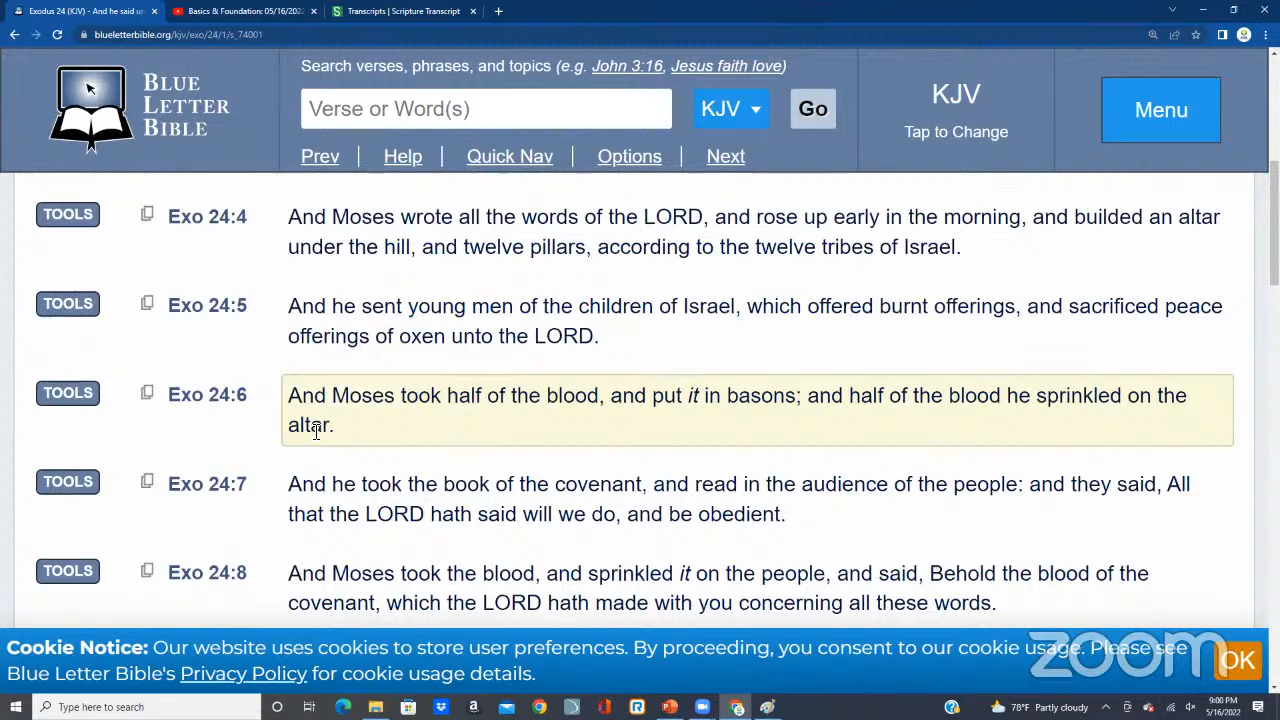 Exodus 24 (KJV) - And he said un
Basics & Foundation: 05/16/2022
Transcripts | Scripture Transcript
blueletterbible.org/kjv/exo/24/1/s_74001
Search verses, phrases, and topics (e.g. John 3:16, Jesus faith love)
BLUE
LETTER
BIBLE
Verse or Word(s)
KJV
Go
KJV
Tap to Change
Menu
Prev
Help
Quick Nav
Options
Next
TOOLS Exo 24:4 And Moses wrote all the words of the LORD, and rose up early in the morning, and builded an altar
under the hill, and twelve pillars, according to the twelve tribes of Israel.
TOOLS Exo 24:5 And he sent young men of the children of Israel, which offered burnt offerings, and sacrificed peace
offerings of oxen unto the LORD.
TOOLS Exo 24:6 And Moses took half of the blood, and put it in basons; and half of the blood he sprinkled on the
altar.
TOOLS Exo 24:7 And he took the book of the covenant, and read in the audience of the people: and they said, All
that the LORD hath said will we do, and be obedient.
TOOLS Exo 24:8 And Moses took the blood, and sprinkled it on the people, and said, Behold the blood of the
covenant, which the LORD hath made with you concerning all these words.
Cookie Notice: Our website uses cookies to store user preferences. By proceeding, you consent to our cookie usage. Please see
Blue Letter Bible's Privacy Policy for cookie usage details.
OK
zoom
Type here to search
78°F Partly cloudy
9:00 PM
5/16/2022